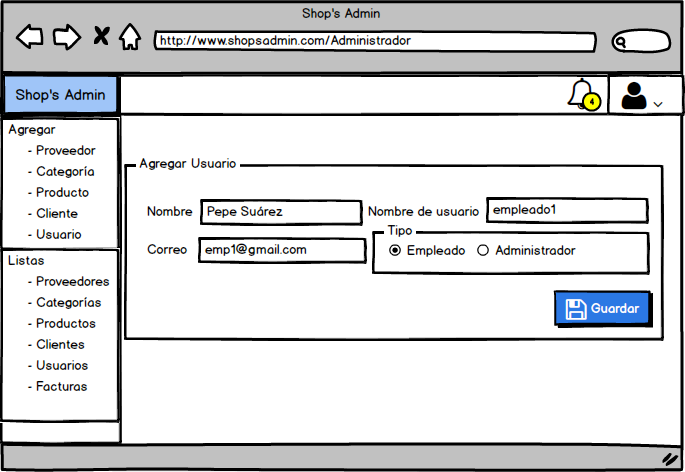 Shop's Admin
http://www.shopsadmin.com/Administrador
Shop's Admin
4
Agregar
- Proveedor
- Categoría
- Producto
- Cliente
- Usuario
Listas
- Proveedores
- Categorías
- Productos
- Clientes
- Usuarios
- Facturas
Agregar Usuario
Nombre Pepe Suárez Nombre de usuario empleado1
Correo emp1@gmail.com
Tipo
Empleado Administrador
Guardar